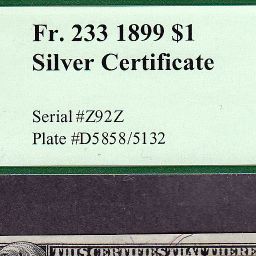 Fr. 233 1899 $1
Silver Certificate
Serial #Z92Z
Plate #D5858/5132
THIS CERTIFIES THAT THERE